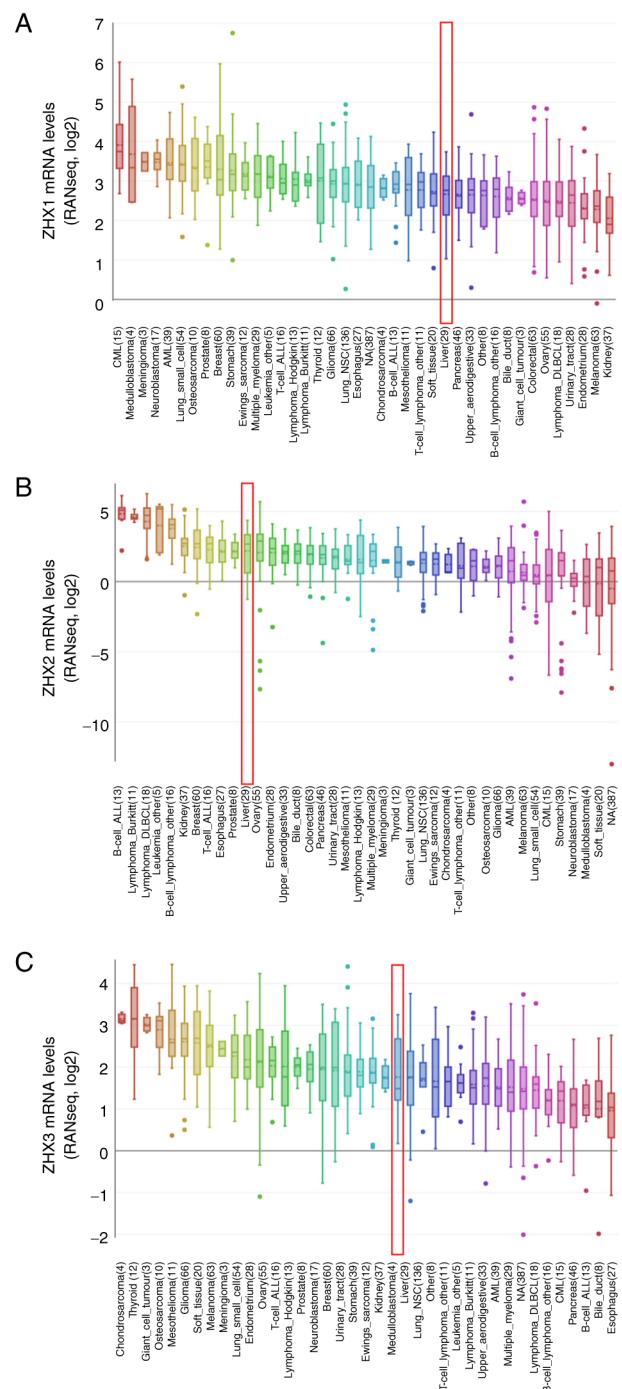 A
ZHX1 mRNA levels
(RANseq, log2)
7
6
5
4
3
2
1
0
CML(15)
Medulloblastoma(4)
Meningioma(3)
Neuroblastoma(17)
AML(39)
Lung_small_cell(54)
Osteosarcoma(10)
Prostate(8)
Breast(60)
Stomach(39)
Ewings_sarcoma(12)
Multiple_myeloma(29)
Leukemia_other(5)
T-cell_ALL(16)
Lymphoma_Hodgkin(13)
Lymphoma_Burkitt(11)
Thyroid (12)
Glioma(66)
Lung_NSC(136)
Esophagus(27)
NA(387)
Chondrosarcoma(4)
B-cell_ALL(13)
Mesothelioma(11)
T-cell_lymphoma_other(11)
Soft_tissue(20)
Liver(29)
Pancreas(46)
Upper_aerodigestive(33)
Other(8)
B-cell_lymphoma_other(16)
Bile_duct(8)
Giant_cell_tumour(3)
Colorectal(63)
Ovary(55)
Lymphoma_DLBCL(18)
Urinary_tract(28)
Endometrium(28)
Melanoma(63)
Kidney(37)
B
ZHX2 mRNA levels
(RANseq, log2)
5
0
−5
−10
B-cell_ALL(13)
Lymphoma_Burkitt(11)
Lymphoma_DLBCL(18)
Leukemia_other(5)
B-cell_lymphoma_other(16)
Kidney(37)
Breast(60)
T-cell_ALL(16)
Esophagus(27)
Prostate(8)
Liver(29)
Ovary(55)
Endometrium(28)
Upper_aerodigestive(33)
Bile_duct(8)
Colorectal(63)
Pancreas(46)
Urinary_tract(28)
Mesothelioma(11)
Lymphoma_Hodgkin(13)
Multiple_myeloma(29)
Meningioma(3)
Thyroid (12)
Giant_cell_tumour(3)
Lung_NSC(136)
Ewings_sarcoma(12)
Chondrosarcoma(4)
T-cell_lymphoma_other(11)
Other(8)
Osteosarcoma(10)
Glioma(66)
AML(39)
Melanoma(63)
Lung_small_cell(54)
CML(15)
Stomach(39)
Neuroblastoma(17)
Medulloblastoma(4)
Soft_tissue(20)
NA(387)
C
ZHX3 mRNA levels
(RANseq, log2)
4
3
2
1
0
−1
−2
Chondrosarcoma(4)
Thyroid (12)
Giant_cell_tumour(3)
Osteosarcoma(10)
Mesothelioma(11)
Glioma(66)
Soft_tissue(20)
Melanoma(63)
Meningioma(3)
Lung_small_cell(54)
Endometrium(28)
Ovary(55)
T-cell_ALL(16)
Lymphoma_Hodgkin(13)
Prostate(8)
Neuroblastoma(17)
Breast(60)
Urinary_tract(28)
Stomach(39)
Ewings_sarcoma(12)
Kidney(37)
Medulloblastoma(4)
Liver(29)
Lung_NSC(136)
Other(8)
T-cell_lymphoma_other(11)
Leukemia_other(5)
Lymphoma_Burkitt(11)
Upper_aerodigestive(33)
AML(39)
Multiple_myeloma(29)
NA(387)
Lymphoma_DLBCL(18)
B-cell_lymphoma_other(16)
CML(15)
Pancreas(46)
B-cell_ALL(13)
Bile_duct(8)
Esophagus(27)